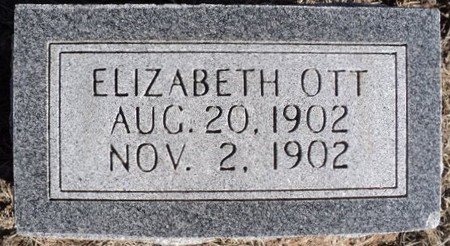 ELIZABETH OTT
AUG. 20, 1902
NOV. 2, 1902